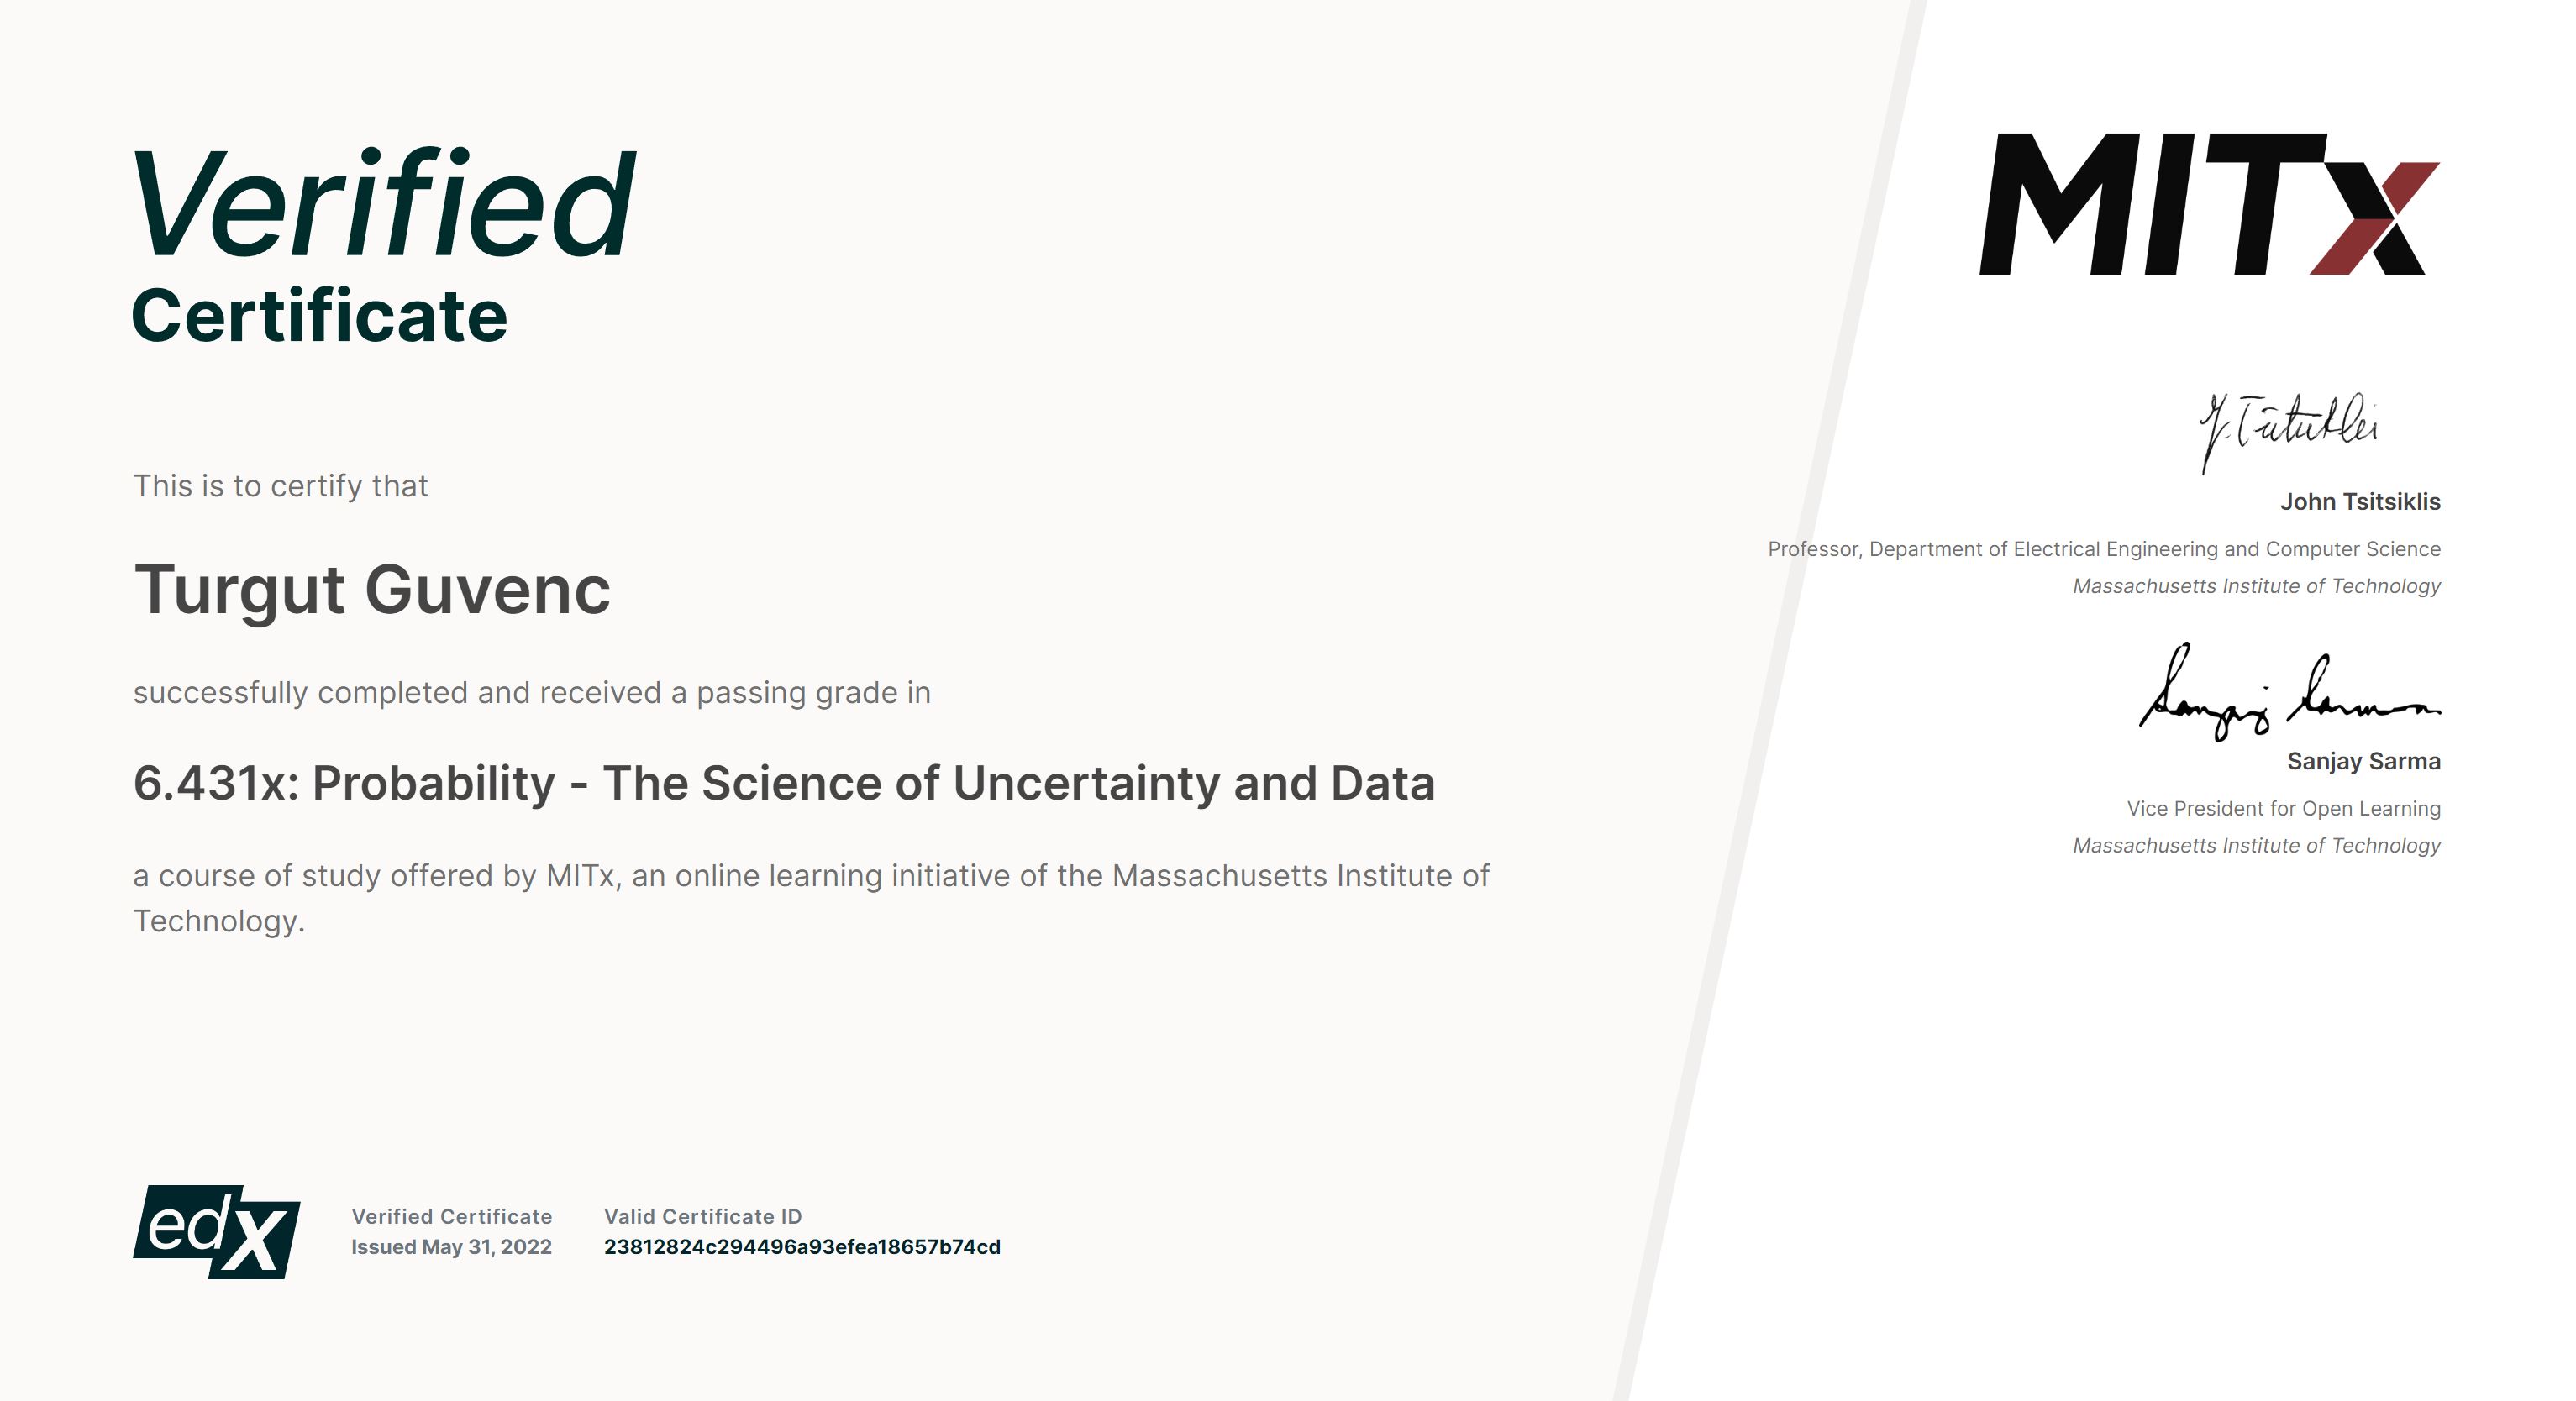 Verified
Certificate
This is to certify that
Turgut Guvenc
successfully completed and received a passing grade in
6.431x: Probability - The Science of Uncertainty and Data
a course of study offered by MITx, an online learning initiative of the Massachusetts Institute of
Technology.
edX
Verified Certificate
Issued May 31, 2022
Valid Certificate ID
23812824c294496a93efea18657b74cd
MITx
John Tsitsiklis
Professor, Department of Electrical Engineering and Computer Science
Massachusetts Institute of Technology
Sanjay Sarma
Sanjay Sarma
Vice President for Open Learning
Massachusetts Institute of Technology